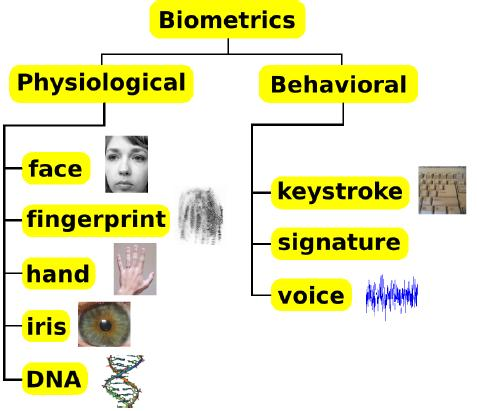 Biometrics
Physiological
Behavioral
face
fingerprint
hand
iris
DNA
keystroke
signature
voice